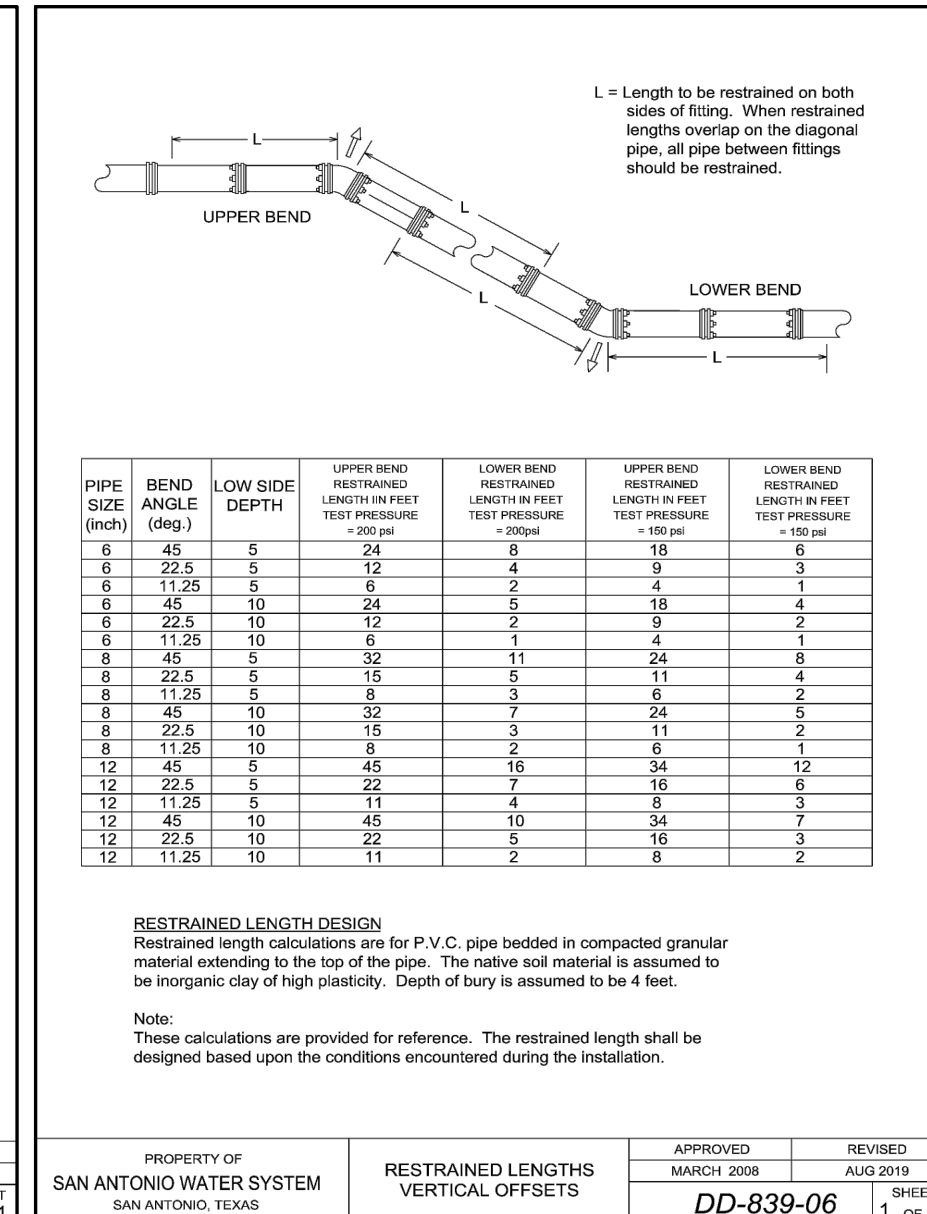 L = Length to be restrained on both
sides of fitting. When restrained
lengths overlap on the diagonal
pipe, all pipe between fittings
should be restrained.
L
UPPER BEND
L
L
LOWER BEND
L
PIPE SIZE (inch) BEND ANGLE (deg.) LOW SIDE DEPTH UPPER BEND RESTRAINED LENGTH IIN FEET TEST PRESSURE = 200 psi LOWER BEND RESTRAINED LENGTH IN FEET TEST PRESSURE = 200psi UPPER BEND RESTRAINED LENGTH IN FEET TEST PRESSURE = 150 psi LOWER BEND RESTRAINED LENGTH IN FEET TEST PRESSURE = 150 psi
6 45 5 24 8 18 6
6 22.5 5 12 4 9 3
6 11.25 5 6 2 4 1
6 45 10 24 5 18 4
6 22.5 10 12 2 9 2
6 11.25 10 6 1 4 1
8 45 5 32 11 24 8
8 22.5 5 15 5 11 4
8 11.25 5 8 3 6 2
8 45 10 32 7 24 5
8 22.5 10 15 3 11 2
8 11.25 10 8 2 6 1
12 45 5 45 16 34 12
12 22.5 5 22 7 16 6
12 11.25 5 11 4 8 3
12 45 10 45 10 34 7
12 22.5 10 22 5 16 3
12 11.25 10 11 2 8 2
RESTRAINED LENGTH DESIGN
Restrained length calculations are for P.V.C. pipe bedded in compacted granular
material extending to the top of the pipe. The native soil material is assumed to
be inorganic clay of high plasticity. Depth of bury is assumed to be 4 feet.
Note:
These calculations are provided for reference. The restrained length shall be
designed based upon the conditions encountered during the installation.
PROPERTY OF
SAN ANTONIO WATER SYSTEM
SAN ANTONIO, TEXAS
RESTRAINED LENGTHS
VERTICAL OFFSETS
APPROVED
MARCH 2008
REVISED
AUG 2019
DD-839-06
SHEE
1 OF